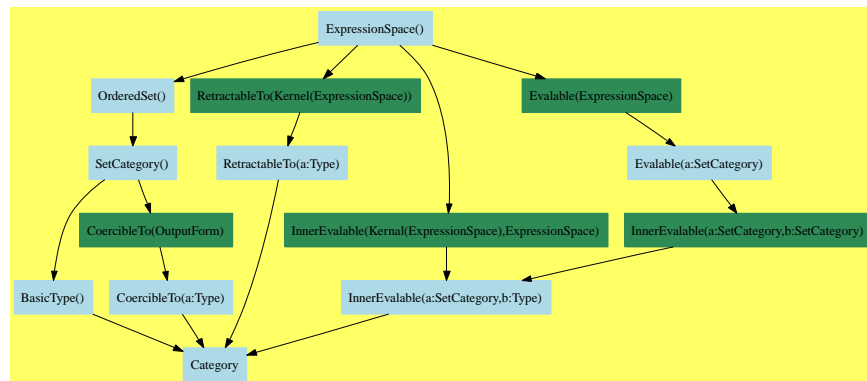 ExpressionSpace()
OrderedSet()
RetractableTo(Kernel(ExpressionSpace))
Evalable(ExpressionSpace)
SetCategory()
RetractableTo(a:Type)
Evalable(a:SetCategory)
CoercibleTo(OutputForm)
InnerEvalable(Kernal(ExpressionSpace),ExpressionSpace)
InnerEvalable(a:SetCategory,b:SetCategory)
BasicType()
CoercibleTo(a:Type)
InnerEvalable(a:SetCategory,b:Type)
Category